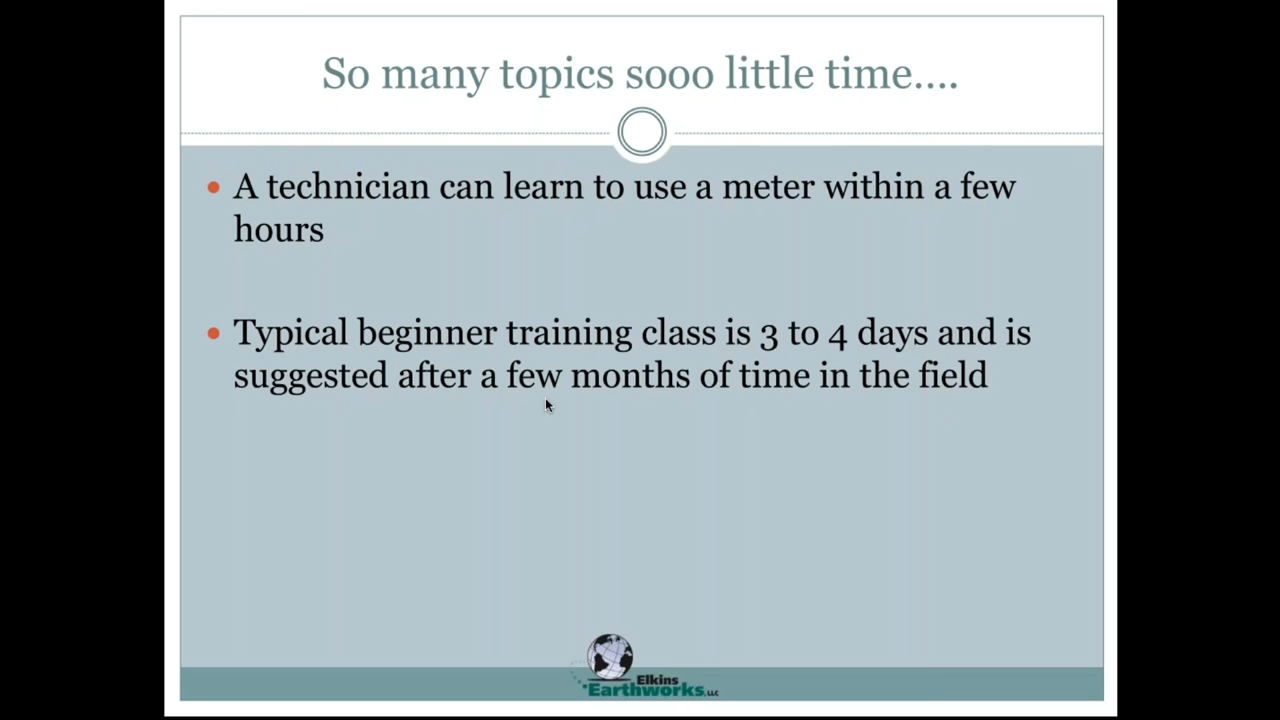 So many topics sooo little time....
• A technician can learn to use a meter within a few
hours
• Typical beginner training class is 3 to 4 days and is
suggested after a few months of time in the field
Elkins
Earthworks, LLC